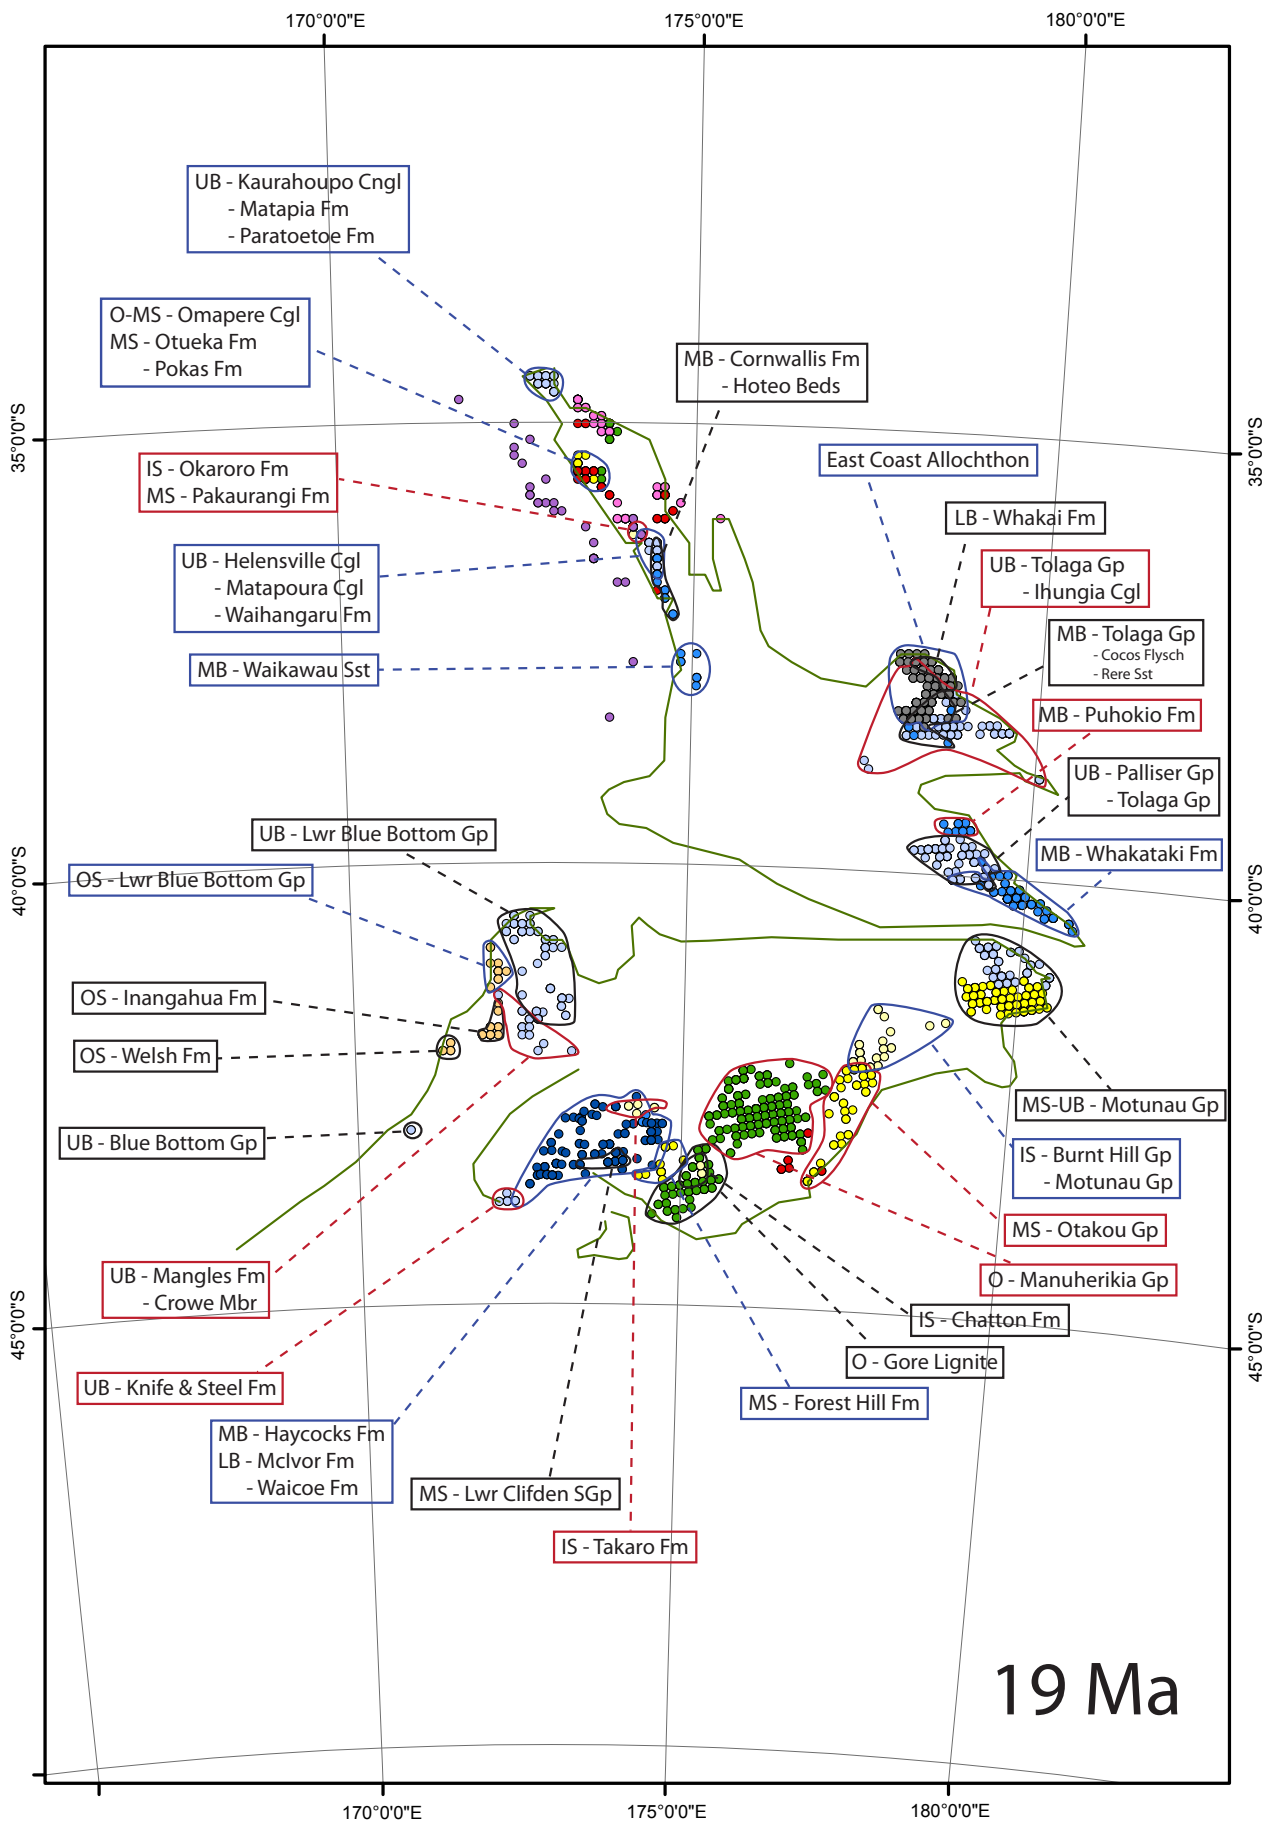 170°0'0"E
175°0'0"E
180°0'0"E
UB - Kaurahoupo Cngl
- Matapia Fm
- Paratoetoe Fm
O-MS - Omapere Cgl
MS - Otueka Fm
- Pokas Fm
MB - Cornwallis Fm
- Hoteo Beds
35°0'0"S
35°0'0"S
IS - Okaroro Fm
MS - Pakaurangi Fm
East Coast Allochthon
LB - Whakai Fm
UB - Helensville Cgl
- Matapoura Cgl
- Waihangaru Fm
UB - Tolaga Gp
- Ihungia Cgl
MB - Tolaga Gp
- Cocos Flysch
- Rere Sst
MB - Waikawau Sst
MB - Puhokio Fm
UB - Palliser Gp
- Tolaga Gp
UB - Lwr Blue Bottom Gp
MB - Whakataki Fm
OS - Lwr Blue Bottom Gp
40°0'0"S
40°0'0"S
OS - Inangahua Fm
OS - Welsh Fm
MS-UB - Motunau Gp
UB - Blue Bottom Gp
IS - Burnt Hill Gp
- Motunau Gp
MS - Otakou Gp
UB - Mangles Fm
- Crowe Mbr
O - Manuherikia Gp
IS - Chatton Fm
45°0'0"S
45°0'0"S
O - Gore Lignite
UB - Knife & Steel Fm
MS - Forest Hill Fm
MB - Haycocks Fm
LB - McIvor Fm
- Waicoe Fm
MS - Lwr Clifden SGp
IS - Takaro Fm
19 Ma
170°0'0"E
175°0'0"E
180°0'0"E